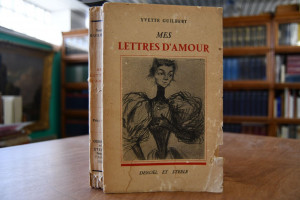 YVETTE GUILBERT
MES
LETTRES D'AMOUR
DENOËL ET STEELE